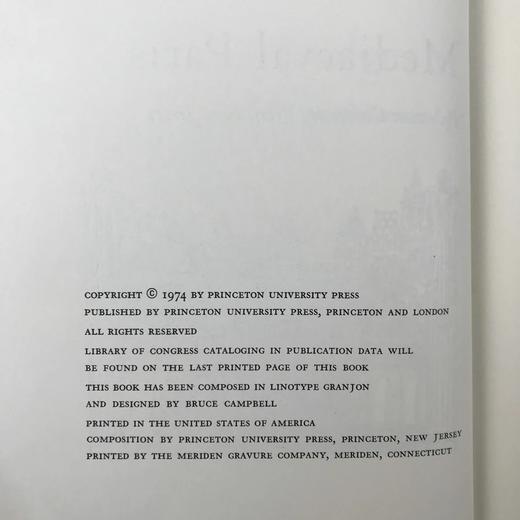 COPYRIGHT © 1974 BY PRINCETON UNIVERSITY PRESS
PUBLISHED BY PRINCETON UNIVERSITY PRESS, PRINCETON AND LONDON
ALL RIGHTS RESERVED
LIBRARY OF CONGRESS CATALOGING IN PUBLICATION DATA WILL
BE FOUND ON THE LAST PRINTED PAGE OF THIS BOOK
THIS BOOK HAS BEEN COMPOSED IN LINOTYPE GRANJON
AND DESIGNED BY BRUCE CAMPBELL
PRINTED IN THE UNITED STATES OF AMERICA
COMPOSITION BY PRINCETON UNIVERSITY PRESS, PRINCETON, NEW JERSEY
PRINTED BY THE MERIDEN GRAVURE COMPANY, MERIDEN, CONNECTICUT